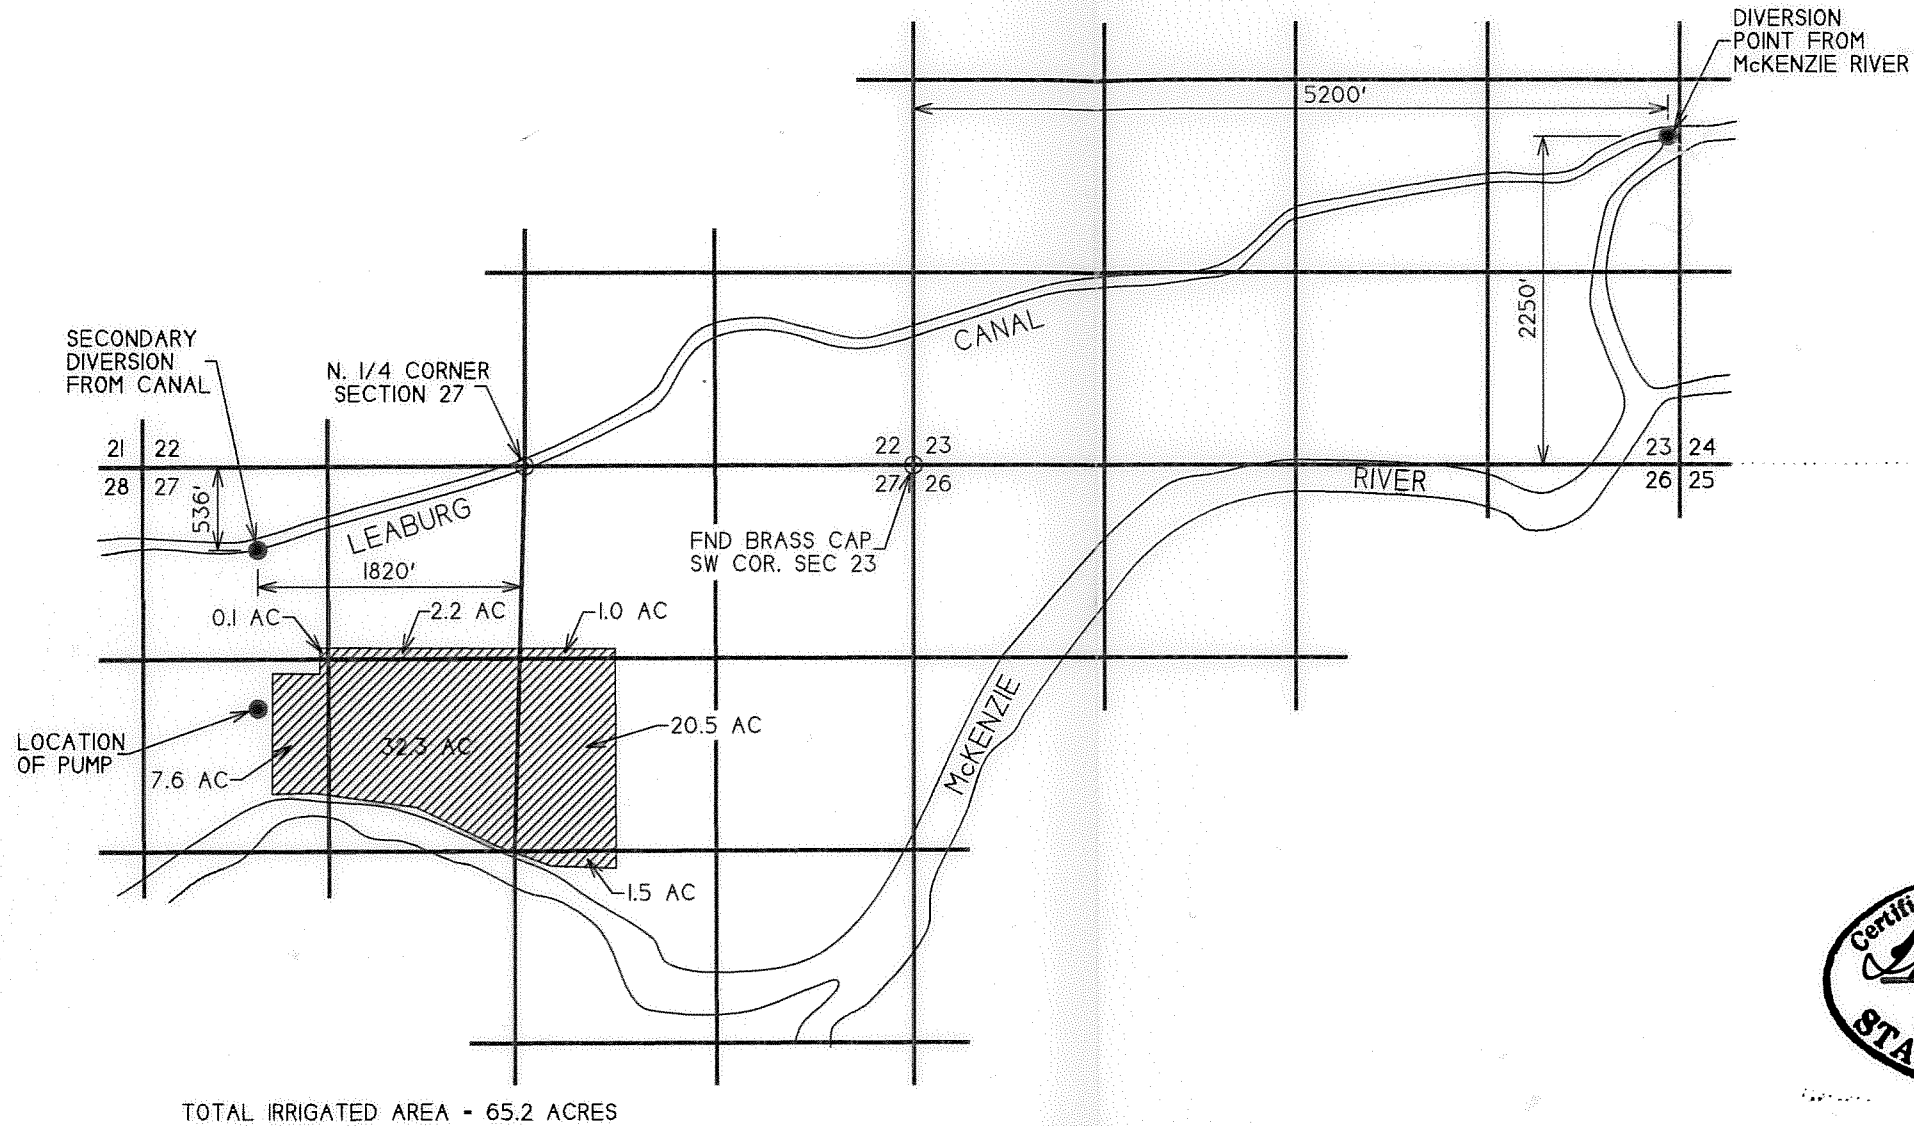 DIVERSION
POINT FROM
McKENZIE RIVER
5200'
2250'
CANAL
SECONDARY
DIVERSION
FROM CANAL
N. 1/4 CORNER
SECTION 27
21 22
28 27
22 23
27 26
23 24
26 25
536'
LEABURG
RIVER
FND BRASS CAP
SW COR. SEC 23
1820'
0.1 AC
2.2 AC
1.0 AC
McKENZIE
20.5 AC
32.3 AC
LOCATION
OF PUMP
7.6 AC
1.5 AC
Certifi
STA
TOTAL IRRIGATED AREA - 65.2 ACRES